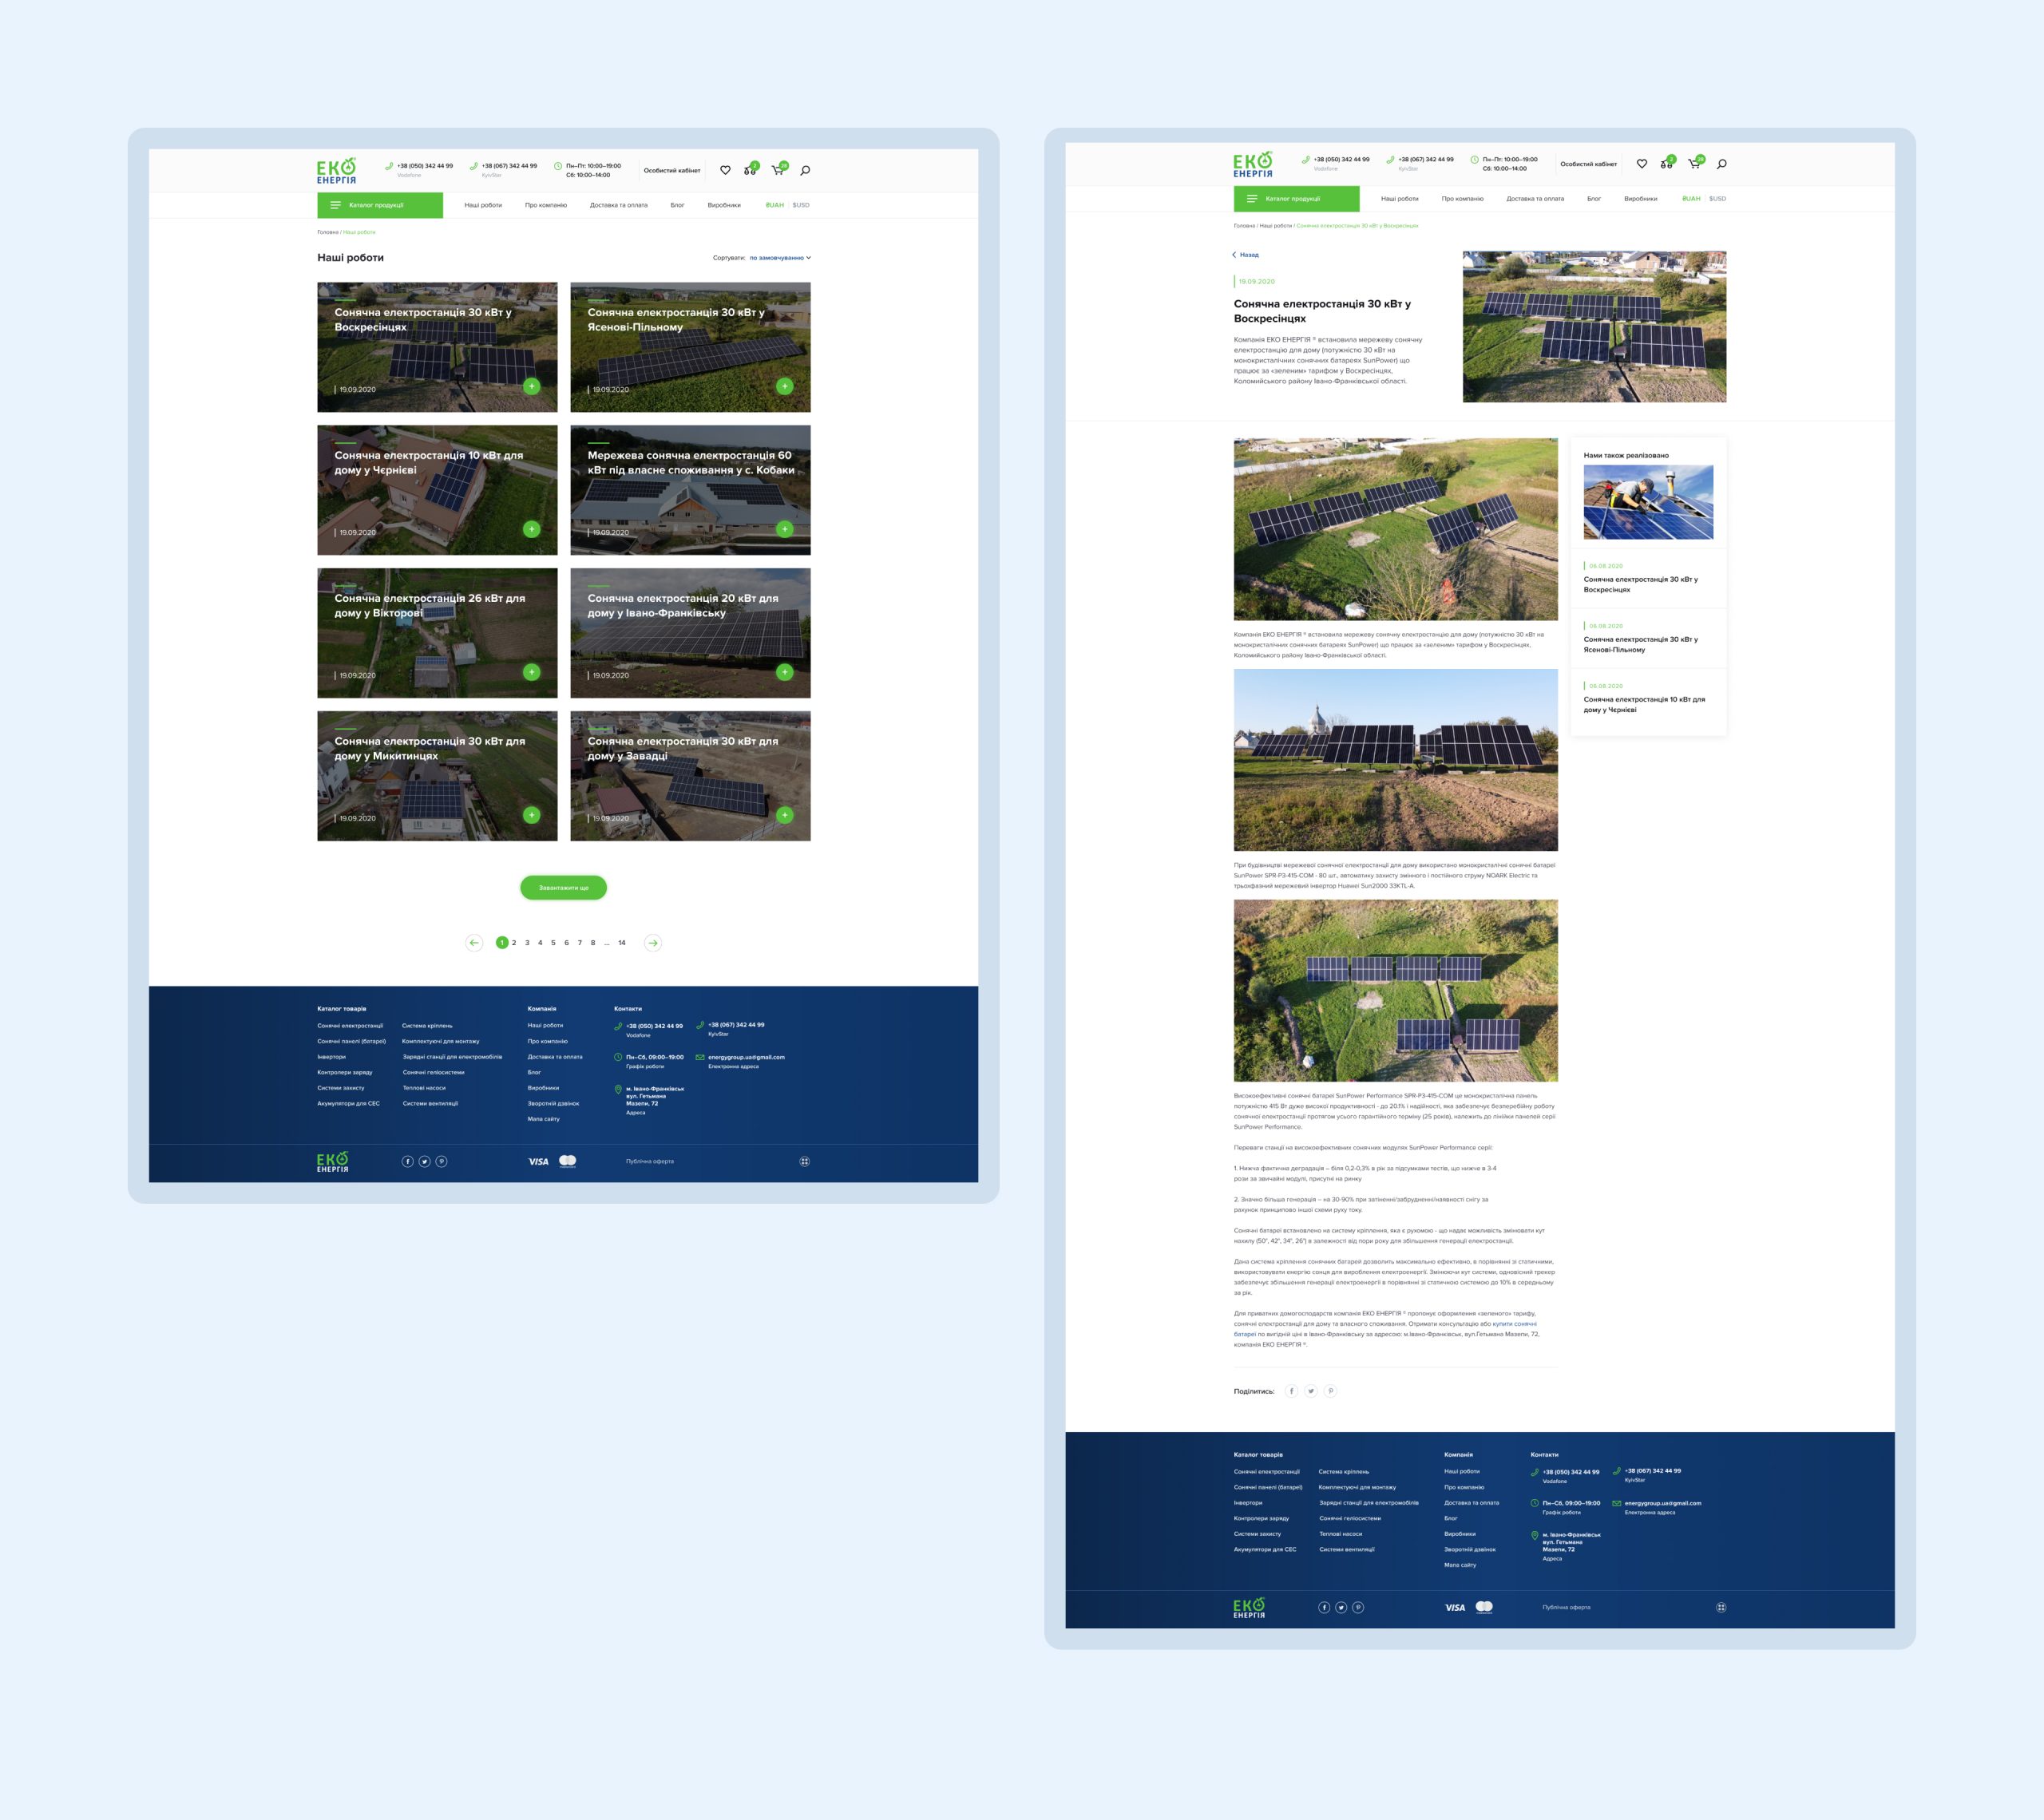 ЕКО
ЕНЕРГІЯ
+38 (050) 342 44 99
Vodafone
+38 (067) 342 44 99
KyivStar
Пн–Пт: 10:00–19:00
Сб: 10:00–14:00
Особистий кабінет
2
28
Каталог продукції
Наші роботи
Про компанію
Доставка та оплата
Блог
Виробники
₴UAH
$USD
Головна / Наші роботи
Наші роботи
Сортувати: по замовчуванню
Сонячна електростанція 30 кВт у
Воскресінцях
19.09.2020
Сонячна електростанція 30 кВт у
Ясенові-Пільному
19.09.2020
Сонячна електростанція 10 кВт для
дому у Чєрнієві
19.09.2020
Мережева сонячна електростанція 60
кВт під власне споживання у с. Кобаки
19.09.2020
Сонячна електростанція 26 кВт для
дому у Вікторові
19.09.2020
Сонячна електростанція 20 кВт для
дому у Івано-Франківську
19.09.2020
Сонячна електростанція 30 кВт для
дому у Микитинцях
19.09.2020
Сонячна електростанція 30 кВт для
дому у Завадці
19.09.2020
Завантажити ще
1 2 3 4 5 6 7 8 ... 14
Каталог товарів
Сонячні електростанції
Сонячні панелі (батареї)
Інвертори
Контролери заряду
Системи захисту
Акумулятори для СЕС
Система кріплень
Комплектуючі для монтажу
Зарядні станції для електромобілів
Сонячні геліосистеми
Теплові насоси
Системи вентиляції
Компанія
Наші роботи
Про компанію
Доставка та оплата
Блог
Виробники
Зворотній дзвінок
Мапа сайту
Контакти
+38 (050) 342 44 99
Vodafone
+38 (067) 342 44 99
KyivStar
Пн–Сб, 09:00–19:00
Графік роботи
energygroup.ua@gmail.com
Електронна адреса
м. Івано-Франківськ
вул. Гетьмана
Мазепи, 72
Адреса
ЕКО
ЕНЕРГІЯ
VISA
Публічна оферта
ЕКО
ЕНЕРГІЯ
+38 (050) 342 44 99
Vodafone
+38 (067) 342 44 99
KyivStar
Пн–Пт: 10:00–19:00
Сб: 10:00–14:00
Особистий кабінет
2
28
Каталог продукції
Наші роботи
Про компанію
Доставка та оплата
Блог
Виробники
₴UAH
$USD
Головна / Наші роботи / Сонячна електростанція 30 кВт у Воскресінцях
Назад
19.09.2020
Сонячна електростанція 30 кВт у
Воскресінцях
Компанія ЕКО ЕНЕРГІЯ ® встановила мережеву сонячну
електростанцію для дому (потужністю 30 кВт на
монокристалічних сонячних батареях SunPower) що
працює за «зеленим» тарифом у Воскресінцях,
Коломийського району Івано-Франківської області.
Компанія ЕКО ЕНЕРГІЯ ® встановила мережеву сонячну електростанцію для дому (потужністю 30 кВт на
монокристалічних сонячних батареях SunPower) що працює за «зеленим» тарифом у Воскресінцях,
Коломийського району Івано-Франківської області.
При будівництві мережевої сонячної електростанції для дому використано монокристалічні сонячні батареї
SunPower SPR-P3-415-COM - 80 шт., автоматику захисту змінного і постійного струму NOARK Electric та
трьохфазний мережевий інвертор Huawei Sun2000 33KTL-A.
Високоефективні сонячні батареї SunPower Performance SPR-P3-415-COM це монокристалічна панель
потужністю 415 Вт дуже високої продуктивності - до 20.1% і надійності, яка забезпечує безперебійну роботу
сонячної електростанції протягом усього гарантійного терміну (25 років), належить до лінійки панелей серії
SunPower Performance.
Переваги станції на високоефективних сонячних модулях SunPower Performance серії:
1. Нижча фактична деградація – біля 0,2-0,3% в рік за підсумками тестів, що нижче в 3-4
рази за звичайні модулі, присутні на ринку
2. Значно більша генерація – на 30-90% при затіненні/забрудненні/наявності снігу за
рахунок принципово іншої схеми руху току.
Сонячні батареї встановлено на систему кріплення, яка є рухомою - що надає можливість змінювати кут
нахилу (50°, 42°, 34°, 26°) в залежності від пори року для збільшення генерації електростанції.
Дана система кріплення сонячних батарей дозволить максимально ефективно, в порівнянні зі статичними,
використовувати енергію сонця для вироблення електроенергії. Змінюючи кут системи, одновісний трекер
забезпечує збільшення генерації електроенергії в порівнянні зі статичною системою до 10% в середньому
за рік.
Для приватних домогосподарств компанія ЕКО ЕНЕРГІЯ ® пропонує оформлення «зеленого» тарифу,
сонячні електростанції для дому та власного споживання. Отримати консультацію або купити сонячні
батареї по вигідній ціні в Івано-Франківську за адресою: м.Івано-Франківськ, вул.Гетьмана Мазепи, 72,
компанія ЕКО ЕНЕРГІЯ ®.
Поділитись:
Нами також реалізовано
06.08.2020
Сонячна електростанція 30 кВт у
Воскресінцях
06.08.2020
Сонячна електростанція 30 кВт у
Ясенові-Пільному
06.08.2020
Сонячна електростанція 10 кВт для
дому у Чєрнієві
Каталог товарів
Сонячні електростанції
Сонячні панелі (батареї)
Інвертори
Контролери заряду
Системи захисту
Акумулятори для СЕС
Система кріплень
Комплектуючі для монтажу
Зарядні станції для електромобілів
Сонячні геліосистеми
Теплові насоси
Системи вентиляції
Компанія
Наші роботи
Про компанію
Доставка та оплата
Блог
Виробники
Зворотній дзвінок
Мапа сайту
Контакти
+38 (050) 342 44 99
Vodafone
+38 (067) 342 44 99
KyivStar
Пн–Сб, 09:00–19:00
Графік роботи
energygroup.ua@gmail.com
Електронна адреса
м. Івано-Франківськ
вул. Гетьмана
Мазепи, 72
Адреса
ЕКО
ЕНЕРГІЯ
VISA
Публічна оферта